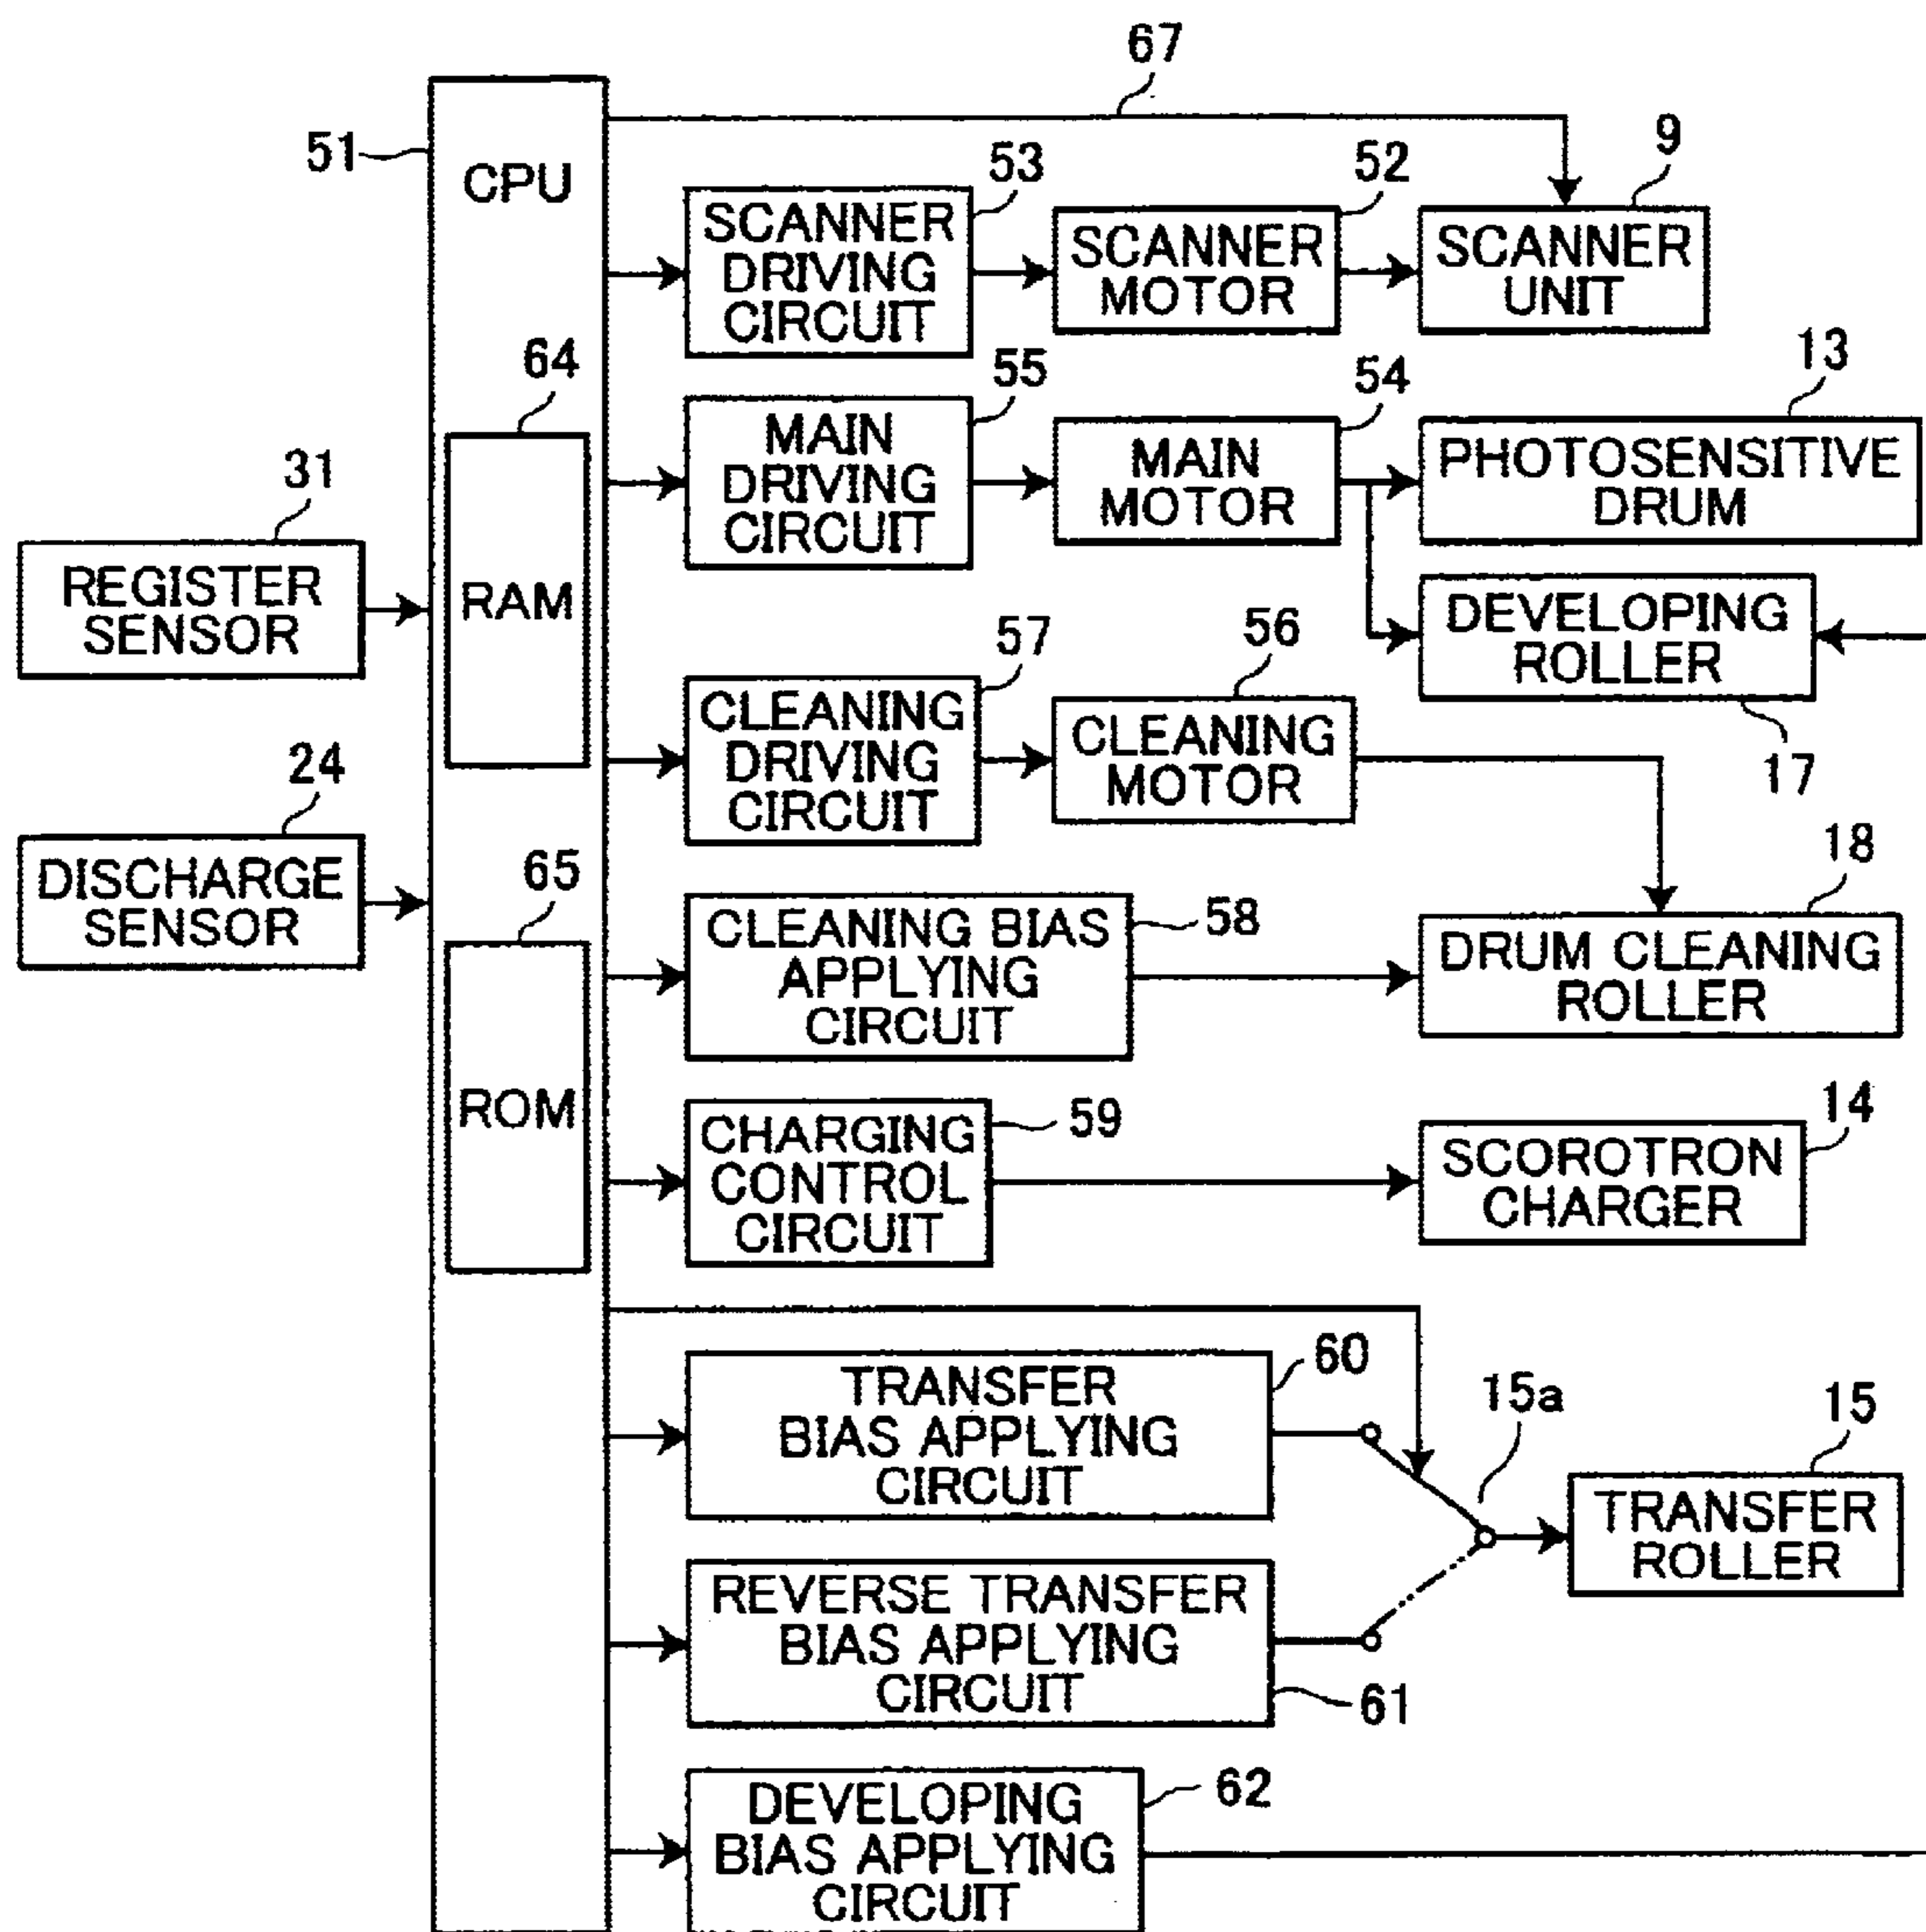 67
51
CPU
53
52
9
SCANNER
DRIVING
CIRCUIT
SCANNER
MOTOR
SCANNER
UNIT
64
55
54
13
MAIN
DRIVING
CIRCUIT
MAIN
MOTOR
PHOTOSENSITIVE
DRUM
31
REGISTER
SENSOR
RAM
57
56
DEVELOPING
ROLLER
17
CLEANING
DRIVING
CIRCUIT
CLEANING
MOTOR
24
DISCHARGE
SENSOR
65
18
CLEANING BIAS
APPLYING
CIRCUIT
58
DRUM CLEANING
ROLLER
ROM
CHARGING
CONTROL
CIRCUIT
59
14
SCOROTRON
CHARGER
TRANSFER
BIAS APPLYING
CIRCUIT
60
15a
15
TRANSFER
ROLLER
REVERSE TRANSFER
BIAS APPLYING
CIRCUIT
61
DEVELOPING
BIAS APPLYING
CIRCUIT
62